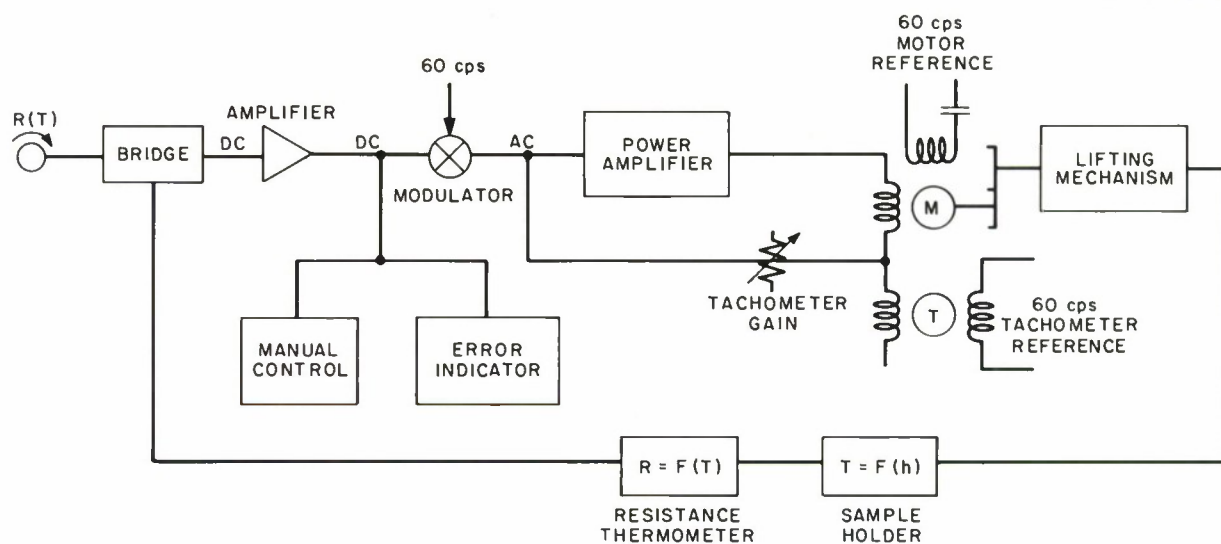 60 cps
MOTOR
REFERENCE
60 cps
R(T)
AMPLIFIER
BRIDGE
DC
DC
AC
MODULATOR
POWER
AMPLIFIER
M
LIFTING
MECHANISM
TACHOMETER
GAIN
T
60 cps
TACHOMETER
REFERENCE
MANUAL
CONTROL
ERROR
INDICATOR
R = F(T)
T = F(h)
RESISTANCE
THERMOMETER
SAMPLE
HOLDER